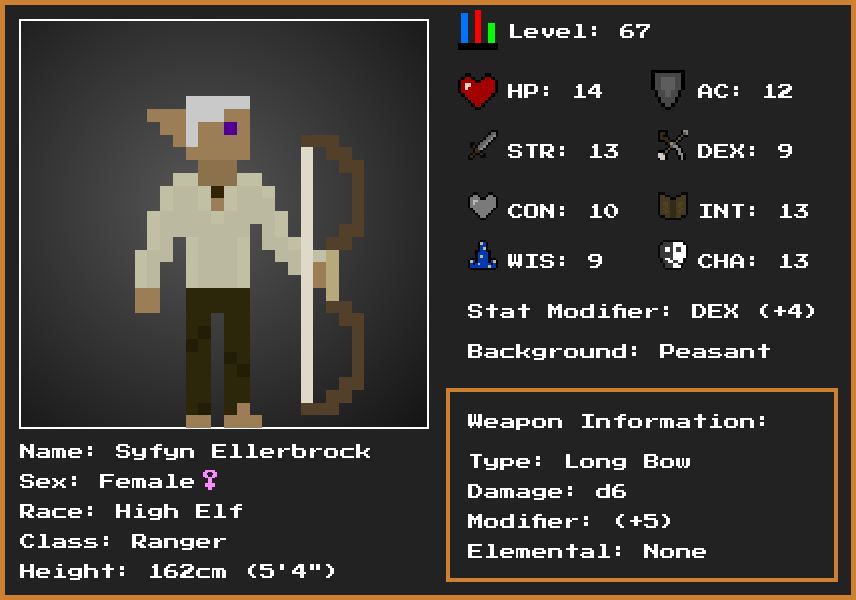 Level: 67
HP: 14
AC: 12
STR: 13
DEX: 9
CON: 10
INT: 13
WIS: 9
CHA: 13
Stat Modifier: DEX (+4)
Background: Peasant
Weapon Information:
Type: Long Bow
Damage: d6
Modifier: (+5)
Elemental: None
Name: Syfyn Ellerbrock
Sex: Female♀
Race: High Elf
Class: Ranger
Height: 162cm (5'4")